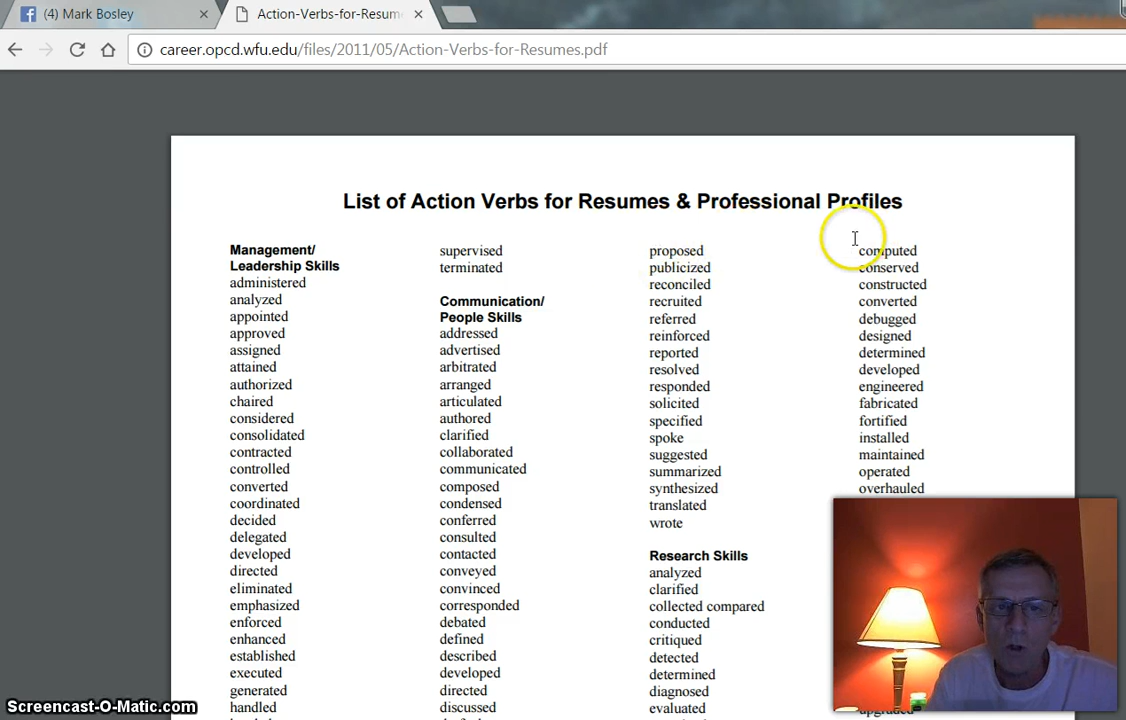 (4) Mark Bosley
Action-Verbs-for-Resum
career.opcd.wfu.edu/files/2011/05/Action-Verbs-for-Resumes.pdf
List of Action Verbs for Resumes & Professional Profiles
Management/
Leadership Skills
administered
analyzed
appointed
approved
assigned
attained
authorized
chaired
considered
consolidated
contracted
controlled
converted
coordinated
decided
delegated
developed
directed
eliminated
emphasized
enforced
enhanced
established
executed
generated
handled
supervised
terminated
Communication/
People Skills
addressed
advertised
arbitrated
arranged
articulated
authored
clarified
collaborated
communicated
composed
condensed
conferred
consulted
contacted
conveyed
convinced
corresponded
debated
defined
described
developed
directed
discussed
proposed
publicized
reconciled
recruited
referred
reinforced
reported
resolved
responded
solicited
specified
spoke
suggested
summarized
synthesized
translated
wrote
Research Skills
analyzed
clarified
collected compared
conducted
critiqued
detected
determined
diagnosed
evaluated
computed
conserved
constructed
converted
debugged
designed
determined
developed
engineered
fabricated
fortified
installed
maintained
operated
overhauled
upgraded
Screencast-O-Matic.com